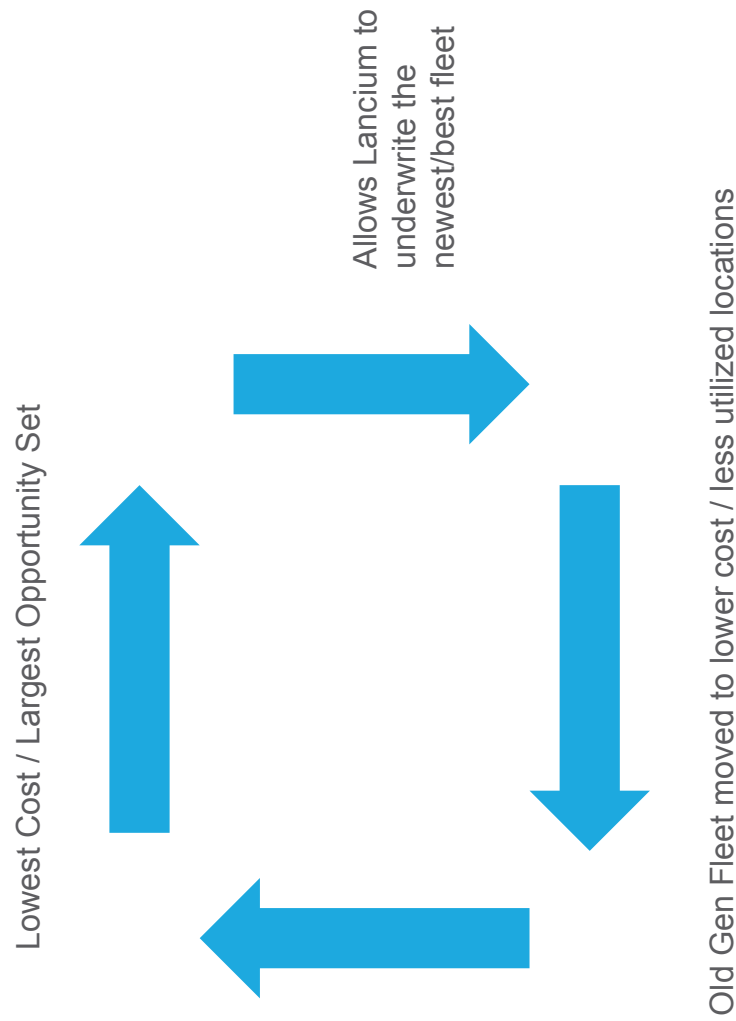 Lowest Cost / Largest Opportunity Set
Allows Lancium to
underwrite the
newest/best fleet
Old Gen Fleet moved to lower cost / less utilized locations